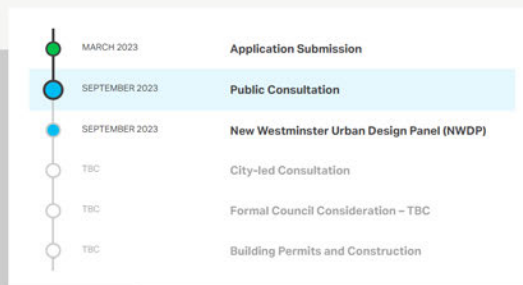 MARCH 2023 Application Submission
SEPTEMBER 2023 Public Consultation
SEPTEMBER 2023 New Westminster Urban Design Panel (NWDP)
TBC City-led Consultation
TBC Formal Council Consideration – TBC
TBC Building Permits and Construction